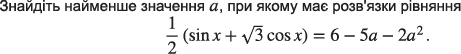 Знайдіть найменше значення a, при якому має розв'язки рівняння
1/2 (sin x + √3 cos x) = 6 − 5a − 2a².